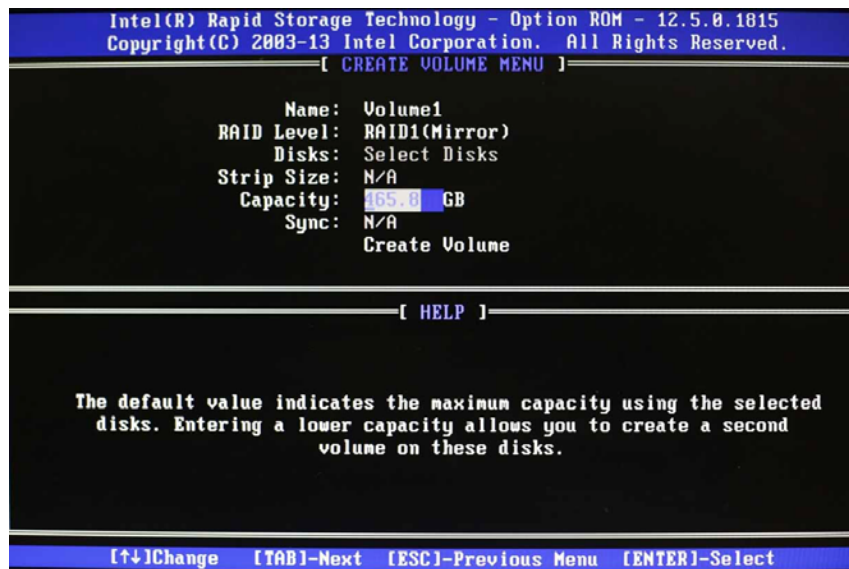 Intel(R) Rapid Storage Technology - Option ROM - 12.5.0.1815
Copyright(C) 2003-13 Intel Corporation.  All Rights Reserved.
[ CREATE VOLUME MENU ]
Name: Volume1
RAID Level: RAID1(Mirror)
Disks: Select Disks
Strip Size: N/A
Capacity: 465.8 GB
Sync: N/A
Create Volume
[ HELP ]
The default value indicates the maximum capacity using the selected
disks. Entering a lower capacity allows you to create a second
volume on these disks.
[↑↓]Change [TAB]-Next [ESC]-Previous Menu [ENTER]-Select